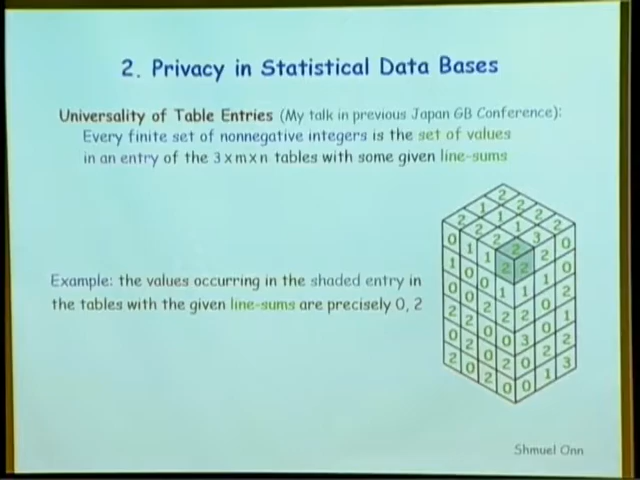 2. Privacy in Statistical Data Bases
Universality of Table Entries (My talk in previous Japan GB Conference):
Every finite set of nonnegative integers is the set of values
in an entry of the 3 x m x n tables with some given line-sums
Example: the values occurring in the shaded entry in
the tables with the given line-sums are precisely 0, 2
Shmuel Onn